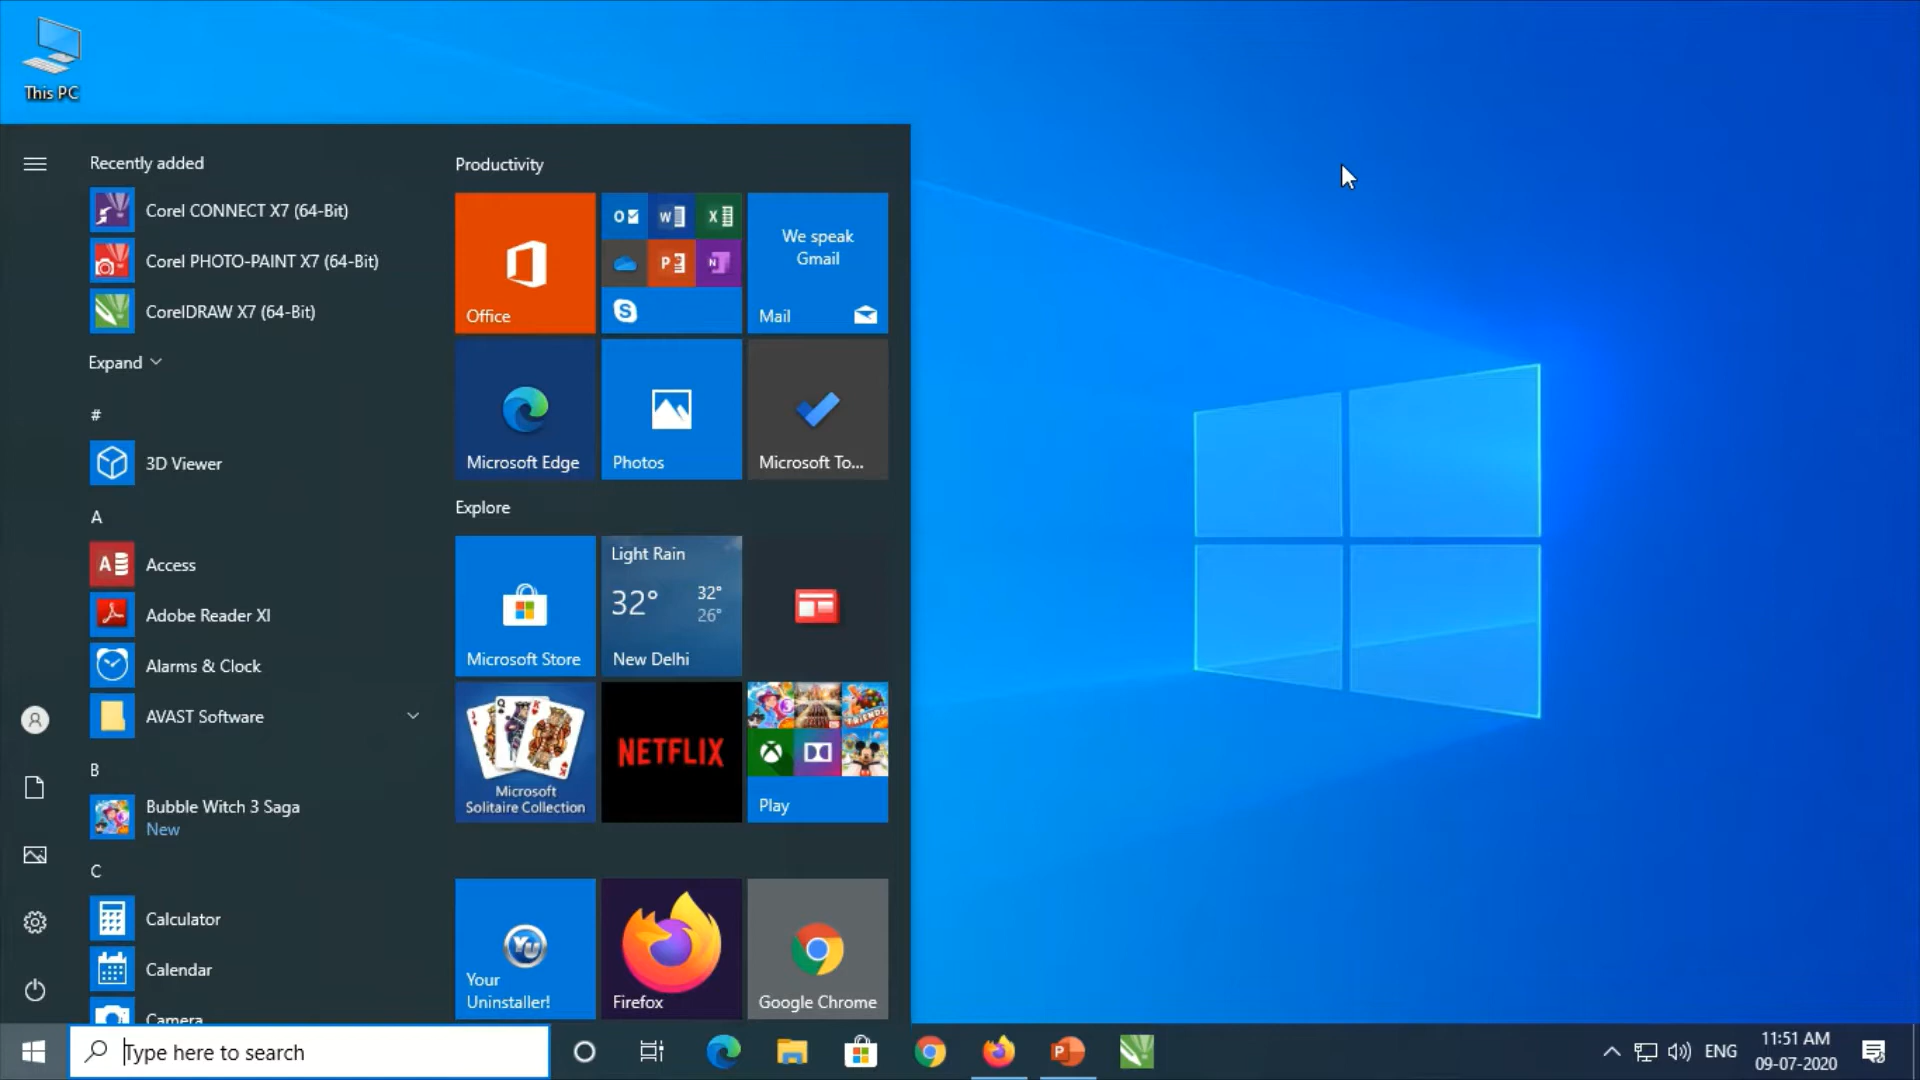 This PC
Recently added
Corel CONNECT X7 (64-Bit)
Corel PHOTO-PAINT X7 (64-Bit)
CorelDRAW X7 (64-Bit)
Expand
#
3D Viewer
A
Access
Adobe Reader XI
Alarms & Clock
AVAST Software
B
Bubble Witch 3 Saga
New
C
Calculator
Calendar
Camera
Productivity
Office
We speak
Gmail
Mail
Microsoft Edge
Photos
Microsoft To...
Explore
Microsoft Store
Light Rain
32°
32°
26°
New Delhi
Microsoft
Solitaire Collection
NETFLIX
Play
Your
Uninstaller!
Firefox
Google Chrome
Type here to search
ENG
11:51 AM
09-07-2020